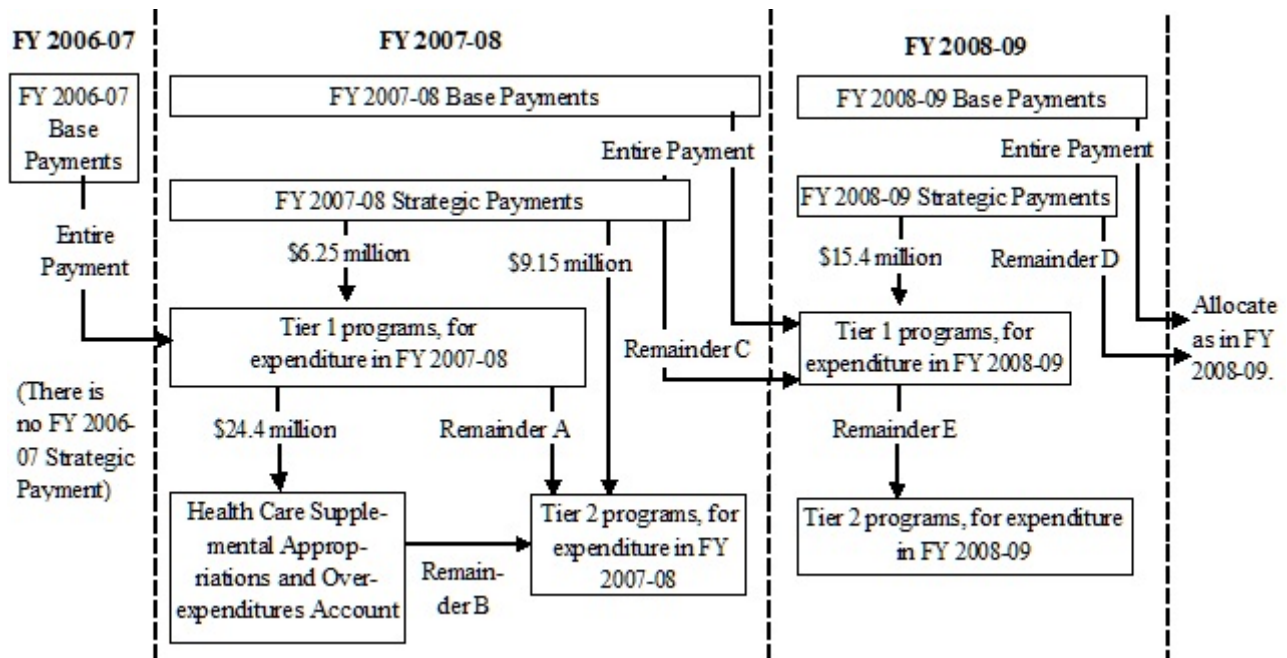 FY 2006-07
FY 2006-07
Base
Payments
Entire
Payment
(There is
no FY 2006-
07 Strategic
Payment)
FY 2007-08
FY 2007-08 Base Payments
Entire Payment
FY 2007-08 Strategic Payments
$6.25 million
$9.15 million
Tier 1 programs, for
expenditure in FY 2007-08
Remainder C
$24.4 million
Remainder A
Health Care Supple-
mental Approp-
riations and Over-
expenditures Account
Remain-
der B
Tier 2 programs, for
expenditure in FY
2007-08
FY 2008-09
FY 2008-09 Base Payments
Entire Payment
FY 2008-09 Strategic Payments
$15.4 million
Remainder D
Tier 1 programs, for
expenditure in FY 2008-09
Remainder E
Tier 2 programs, for expenditure
in FY 2008-09
Allocate
as in FY
2008-09.